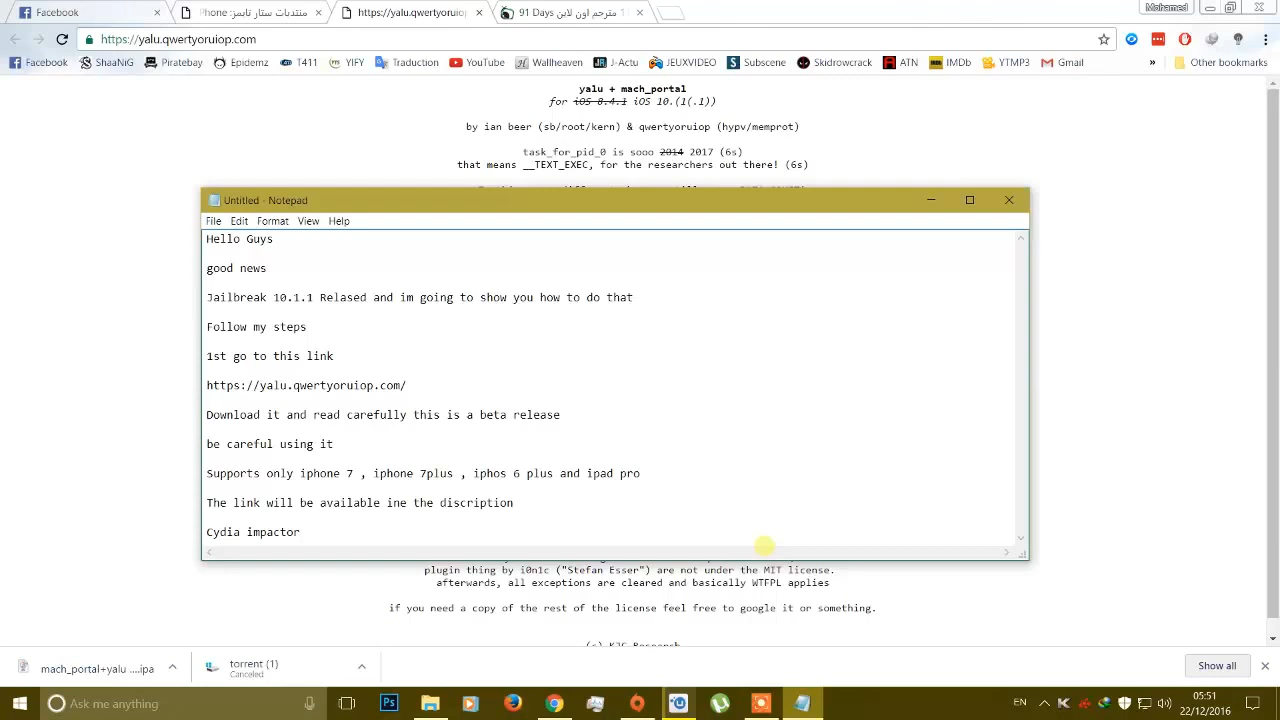 Facebook
منتديات ستار تايمز: Phone
https://yalu.qwertyoruiop
91 Days مترجم اون لاين
Mohamed
https://yalu.qwertyoruiop.com
Facebook
ShaaNiG
Piratebay
Epidemz
T411
YIFY
Traduction
YouTube
Wallheaven
J-Actu
JEUXVIDEO
Subscene
Skidrowcrack
ATN
IMDb
YTMP3
Gmail
»
Other bookmarks
yalu + mach_portal
for iOS 8.4.1 iOS 10.(1(.1))
by ian beer (sb/root/kern) & qwertyoruiop (hypv/memprot)
task_for_pid_0 is sooo 2014 2017 (6s)
that means __TEXT_EXEC, for the researchers out there! (6s)
Untitled - Notepad
File Edit Format View Help
Hello Guys
good news
Jailbreak 10.1.1 Relased and im going to show you how to do that
Follow my steps
1st go to this link
https://yalu.qwertyoruiop.com/
Download it and read carefully this is a beta release
be careful using it
Supports only iphone 7 , iphone 7plus , iphos 6 plus and ipad pro
The link will be available ine the discription
Cydia impactor
plugin thing by i0n1c ("Stefan Esser") are not under the MIT license.
afterwards, all exceptions are cleared and basically WTFPL applies
if you need a copy of the rest of the license feel free to google it or something.
(c) KJC Research
mach_portal+yalu ....ipa
torrent (1)
Canceled
Show all
Ask me anything
EN
05:51
22/12/2016